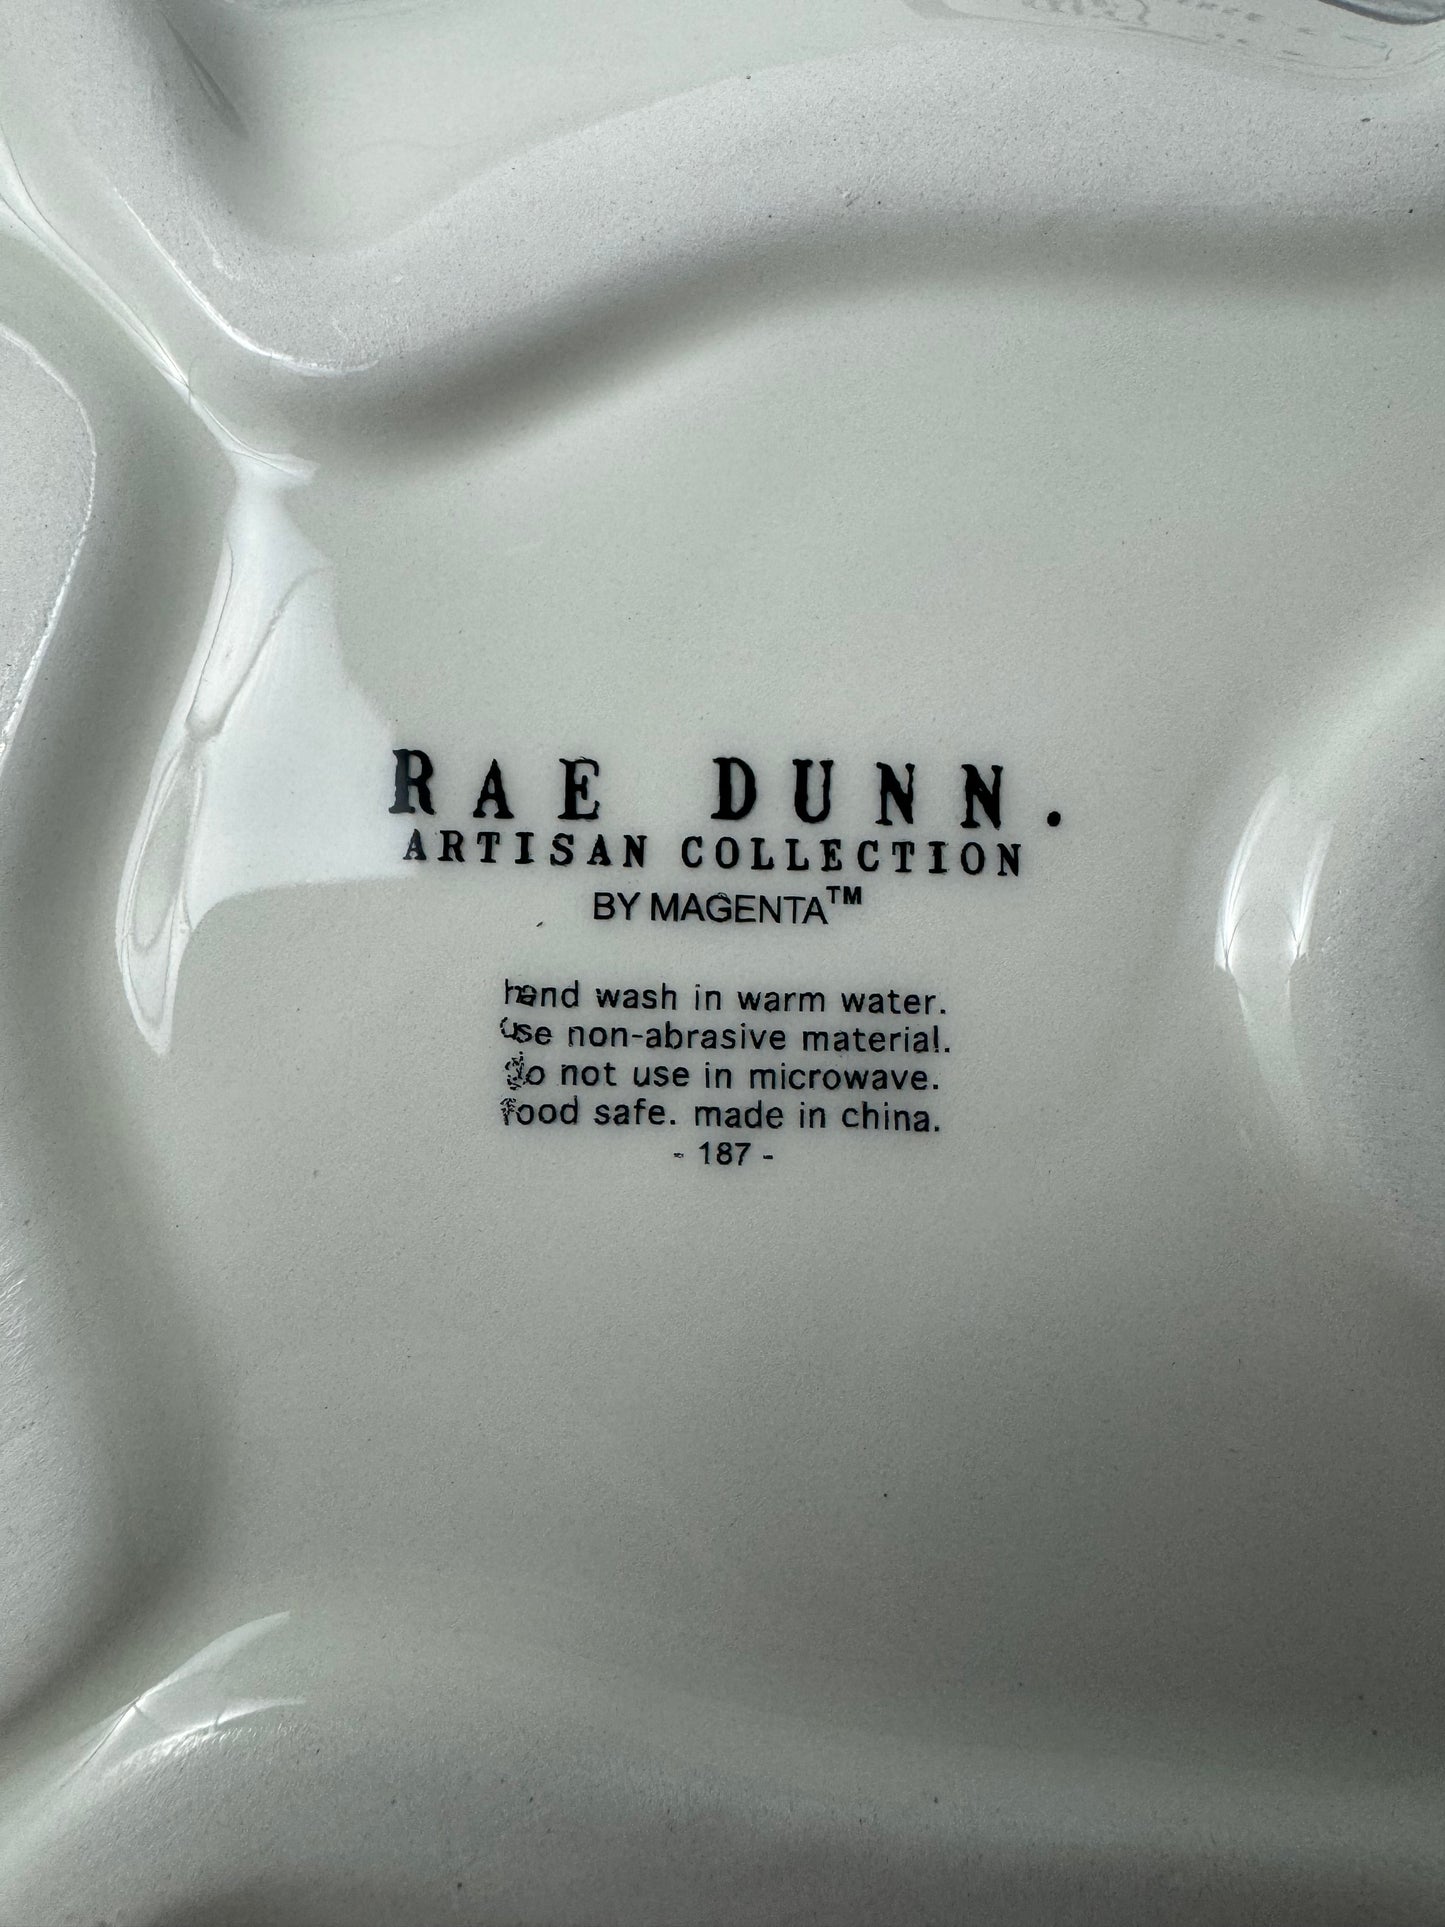 RAE DUNN.
ARTISAN COLLECTION
BY MAGENTA™
hand wash in warm water.
use non-abrasive material.
do not use in microwave.
food safe. made in china.
- 187 -